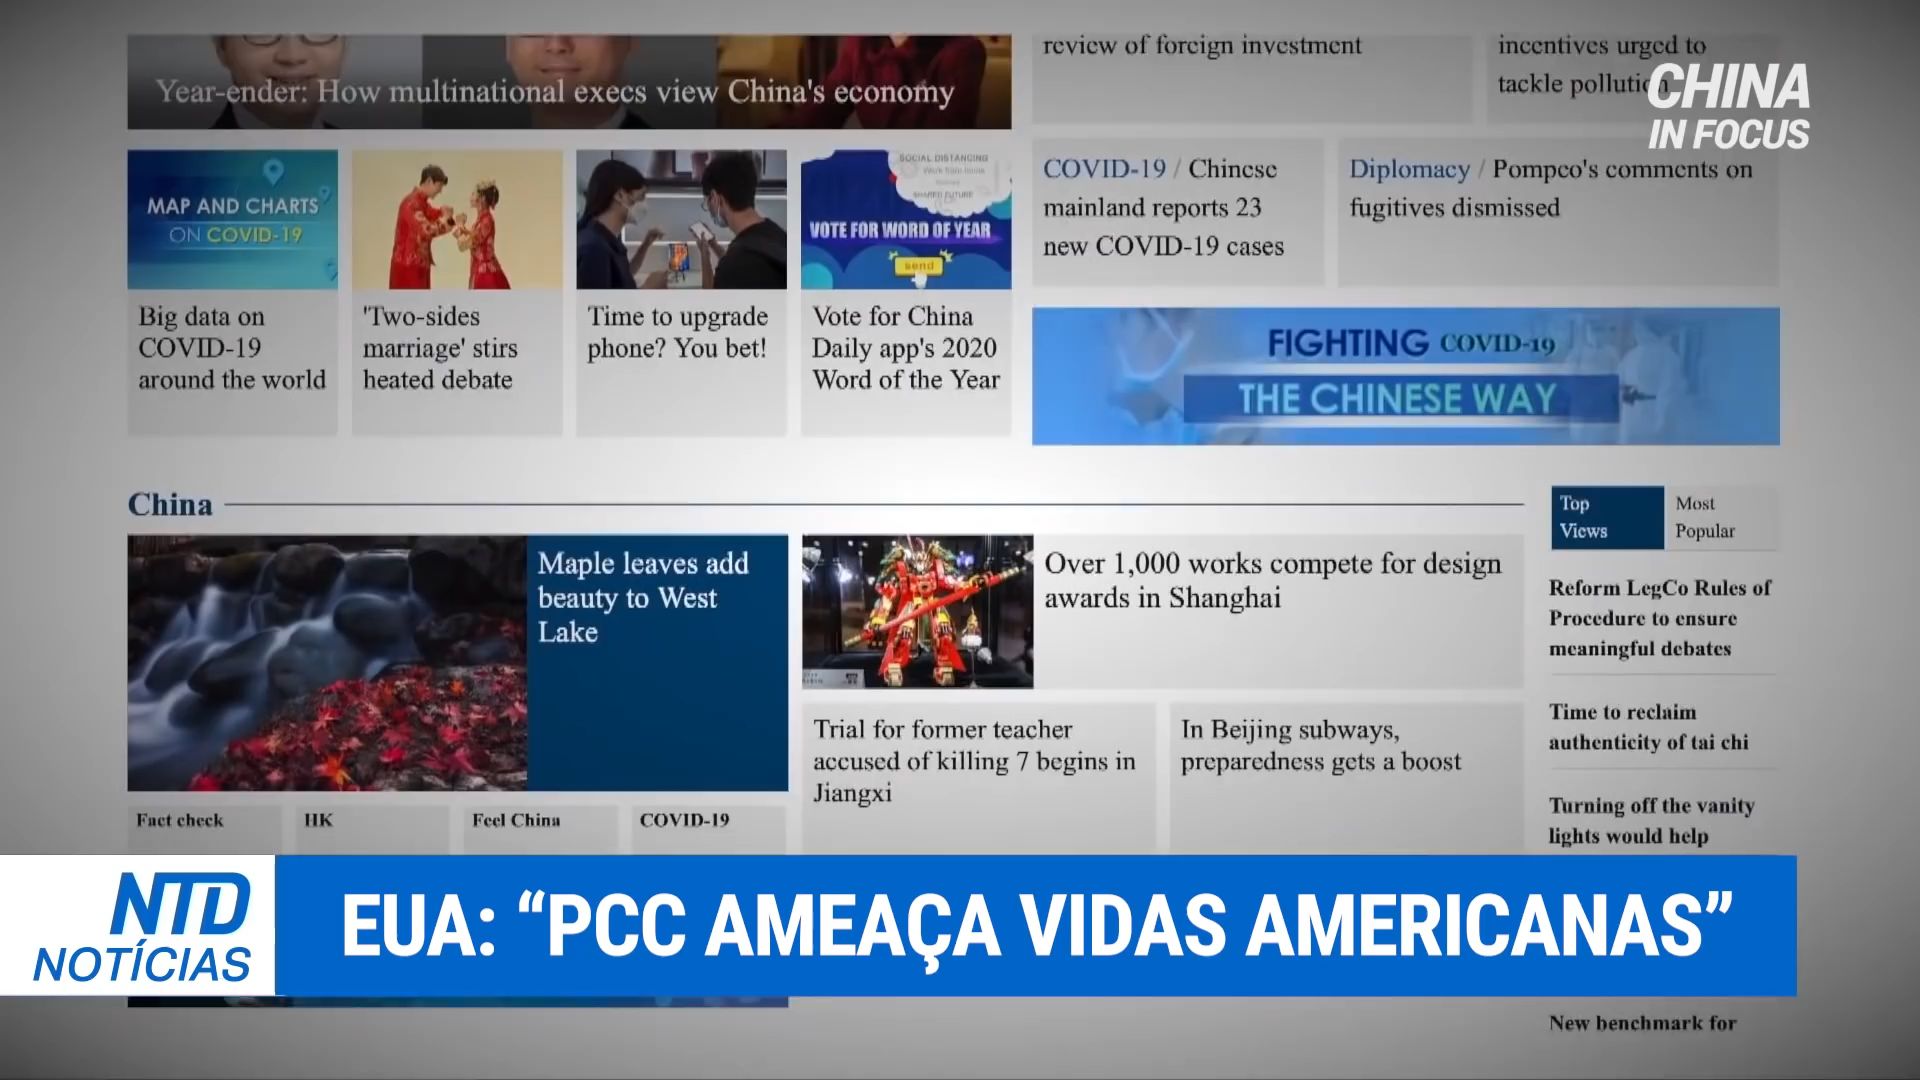 Year-ender: How multinational execs view China's economy
review of foreign investment
incentives urged to
tackle pollution
CHINA
IN FOCUS
MAP AND CHARTS
ON COVID-19
SOCIAL DISTANCING
Work from home
SHARED FUTURE
VOTE FOR WORD OF YEAR
send
Big data on
COVID-19
around the world
'Two-sides
marriage' stirs
heated debate
Time to upgrade
phone? You bet!
Vote for China
Daily app's 2020
Word of the Year
COVID-19 / Chinese
mainland reports 23
new COVID-19 cases
Diplomacy / Pompeo's comments on
fugitives dismissed
FIGHTING COVID-19
THE CHINESE WAY
China
Maple leaves add
beauty to West
Lake
Over 1,000 works compete for design
awards in Shanghai
Trial for former teacher
accused of killing 7 begins in
Jiangxi
In Beijing subways,
preparedness gets a boost
Top
Views
Most
Popular
Reform LegCo Rules of
Procedure to ensure
meaningful debates
Time to reclaim
authenticity of tai chi
Turning off the vanity
lights would help
Fact check
HK
Feel China
COVID-19
NTD
NOTÍCIAS
EUA: “PCC AMEAÇA VIDAS AMERICANAS”
New benchmark for